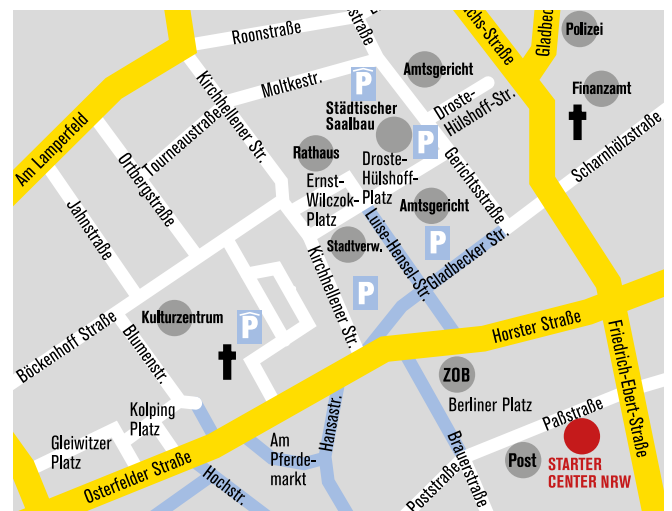 Roonstraße
Moltkestr.
Kirchhellener Str.
Tourneaustraße
Ortbergstraße
Am Lamperfeld
Jahnstraße
Böckenhoff Straße
Blumenstr.
P
Städtischer
Saalbau
Amtsgericht
chs-Straße
Gladbec
Polizei
Finanzamt
Droste-
Hülshoff-Str.
P
Rathaus
Ernst-
Wilczok-
Platz
Droste-
Hülshoff-
Platz
Gerichtsstraße
Scharnhölzstraße
Amtsgericht
P
Stadtverw.
Luise-Hensel-Str.
Gladbecker Str.
Kirchhellener Str.
P
Kulturzentrum
P
Horster Straße
Friedrich-Ebert-Straße
ZOB
Berliner Platz
Paßstraße
Kolping
Platz
Gleiwitzer
Platz
Osterfelder Straße
Hochstr.
Am
Pferde-
markt
Hansastr.
Brauerstraße
Poststraße
Post
STARTER
CENTER NRW